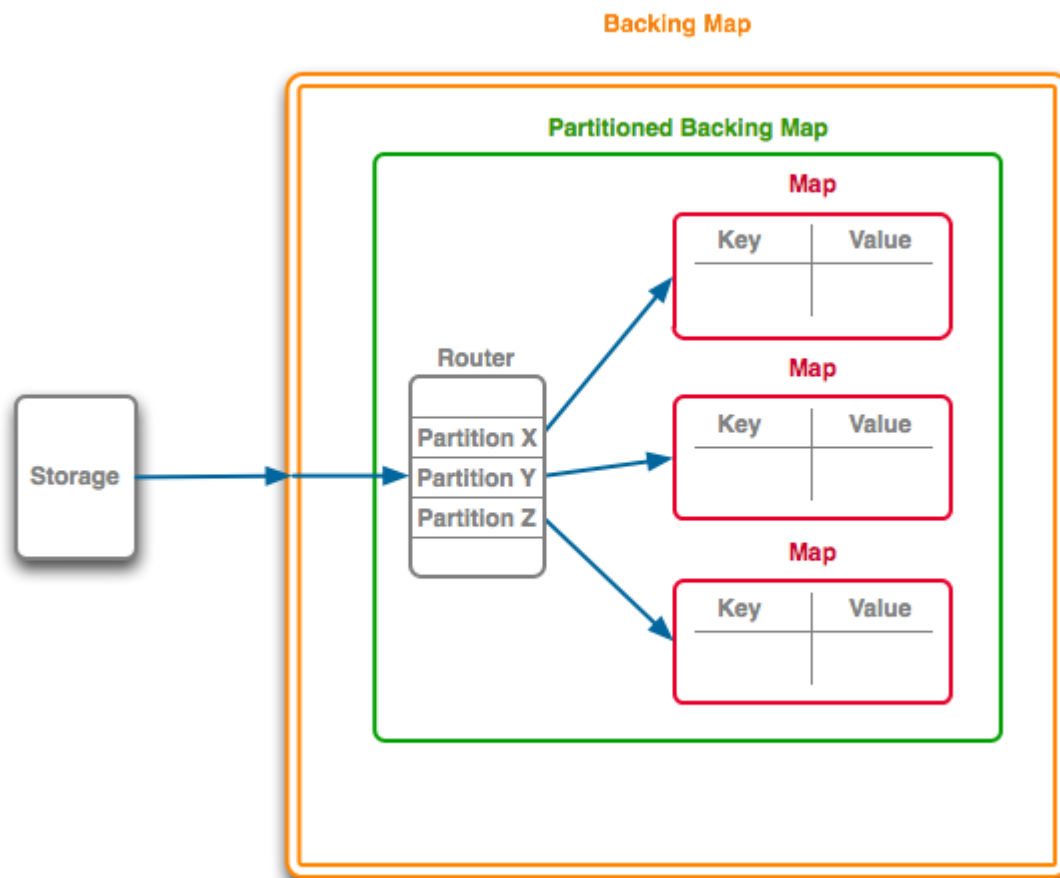 Backing Map
Partitioned Backing Map
Map
Key Value
Router
Partition X
Partition Y
Partition Z
Storage
Map
Key Value
Map
Key Value